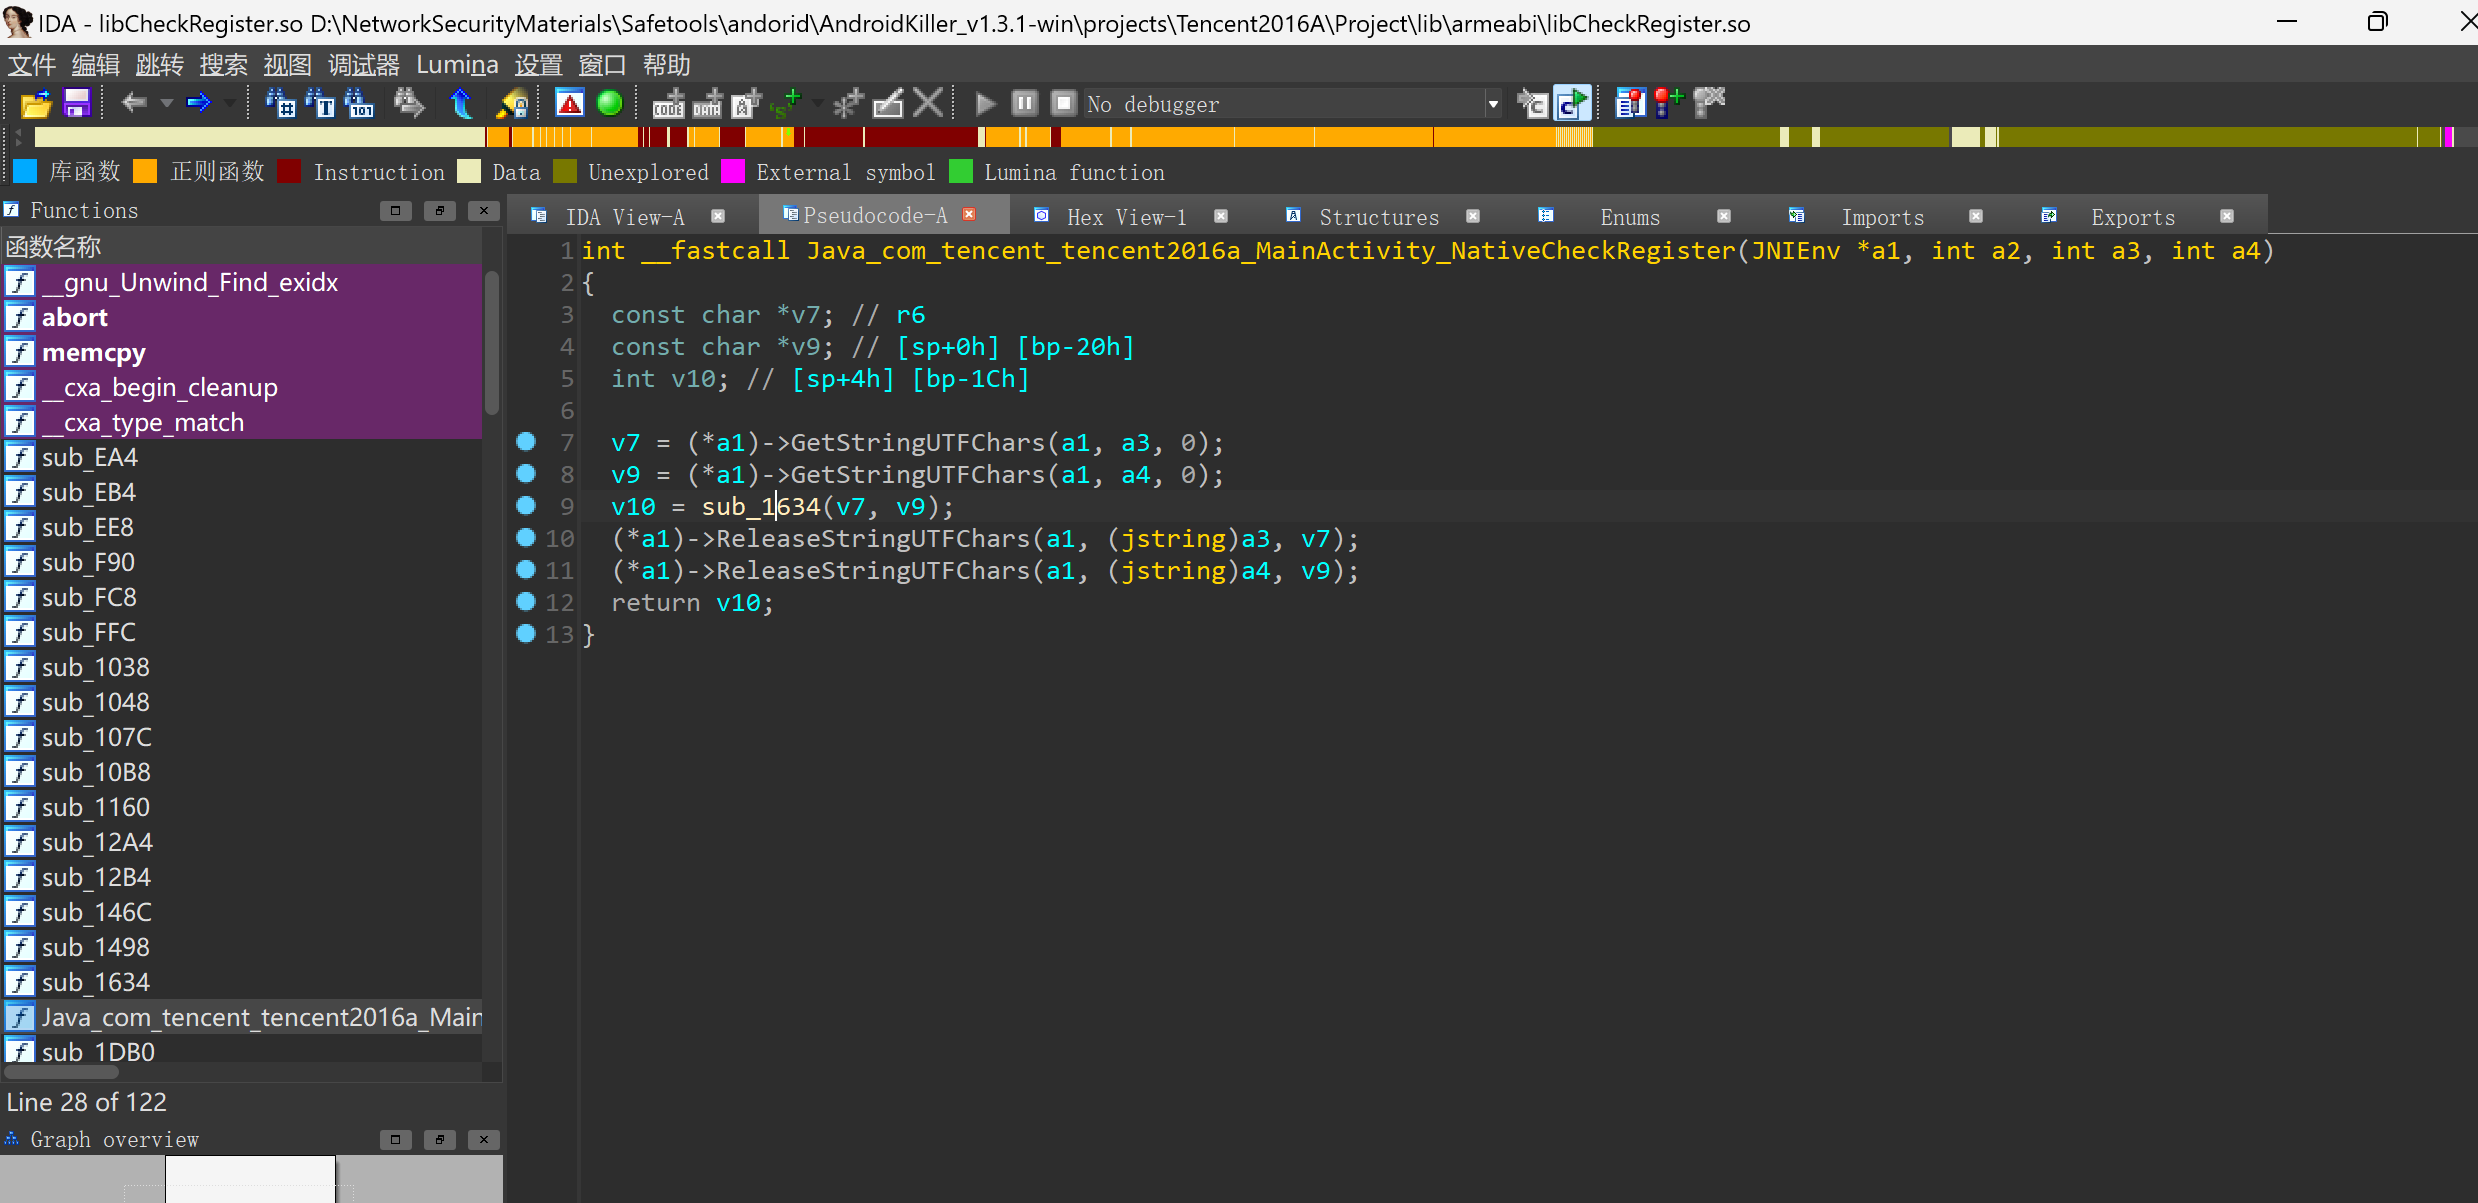 IDA - libCheckRegister.so D:\NetworkSecurityMaterials\Safetools\andorid\AndroidKiller_v1.3.1-win\projects\Tencent2016A\Project\lib\armeabi\libCheckRegister.so
文件 编辑 跳转 搜索 视图 调试器 Lumina 设置 窗口 帮助
No debugger
库函数 正则函数 Instruction Data Unexplored External symbol Lumina function
Functions
函数名称
__gnu_Unwind_Find_exidx
abort
memcpy
__cxa_begin_cleanup
__cxa_type_match
sub_EA4
sub_EB4
sub_EE8
sub_F90
sub_FC8
sub_FFC
sub_1038
sub_1048
sub_107C
sub_10B8
sub_1160
sub_12A4
sub_12B4
sub_146C
sub_1498
sub_1634
Java_com_tencent_tencent2016a_Main
sub_1DB0
Line 28 of 122
Graph overview
IDA View-A Pseudocode-A Hex View-1 Structures Enums Imports Exports
1 int __fastcall Java_com_tencent_tencent2016a_MainActivity_NativeCheckRegister(JNIEnv *a1, int a2, int a3, int a4)
2 {
3 const char *v7; // r6
4 const char *v9; // [sp+0h] [bp-20h]
5 int v10; // [sp+4h] [bp-1Ch]
6
7 v7 = (*a1)->GetStringUTFChars(a1, a3, 0);
8 v9 = (*a1)->GetStringUTFChars(a1, a4, 0);
9 v10 = sub_1634(v7, v9);
10 (*a1)->ReleaseStringUTFChars(a1, (jstring)a3, v7);
11 (*a1)->ReleaseStringUTFChars(a1, (jstring)a4, v9);
12 return v10;
13 }